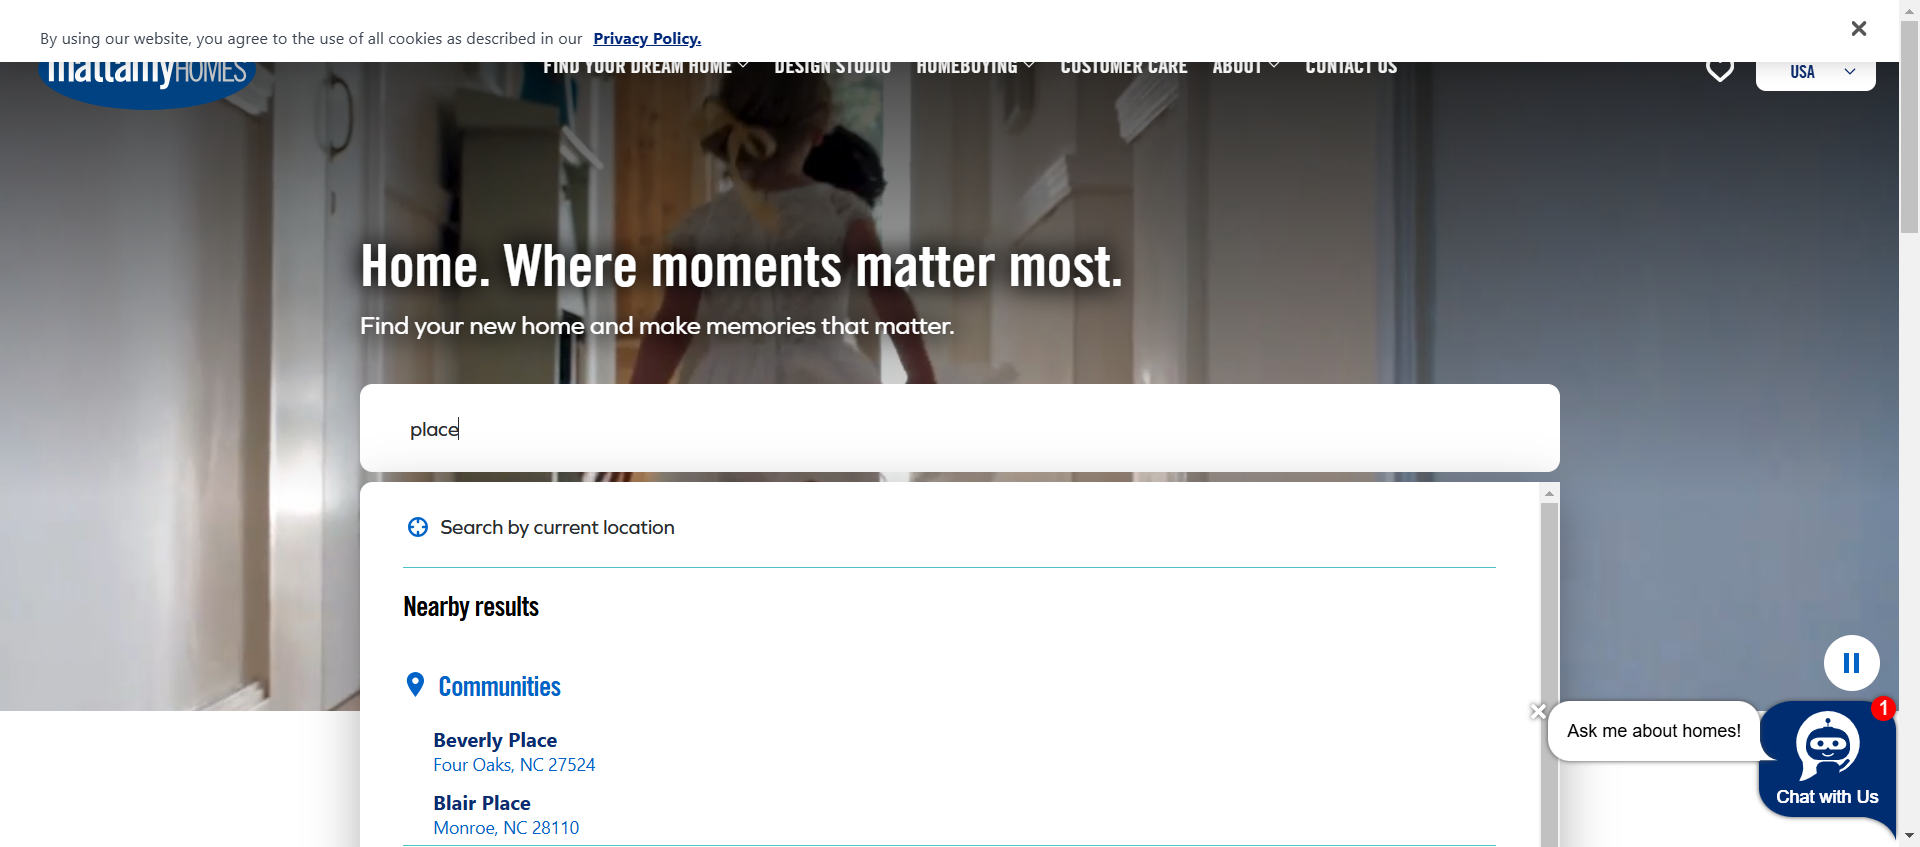 By using our website, you agree to the use of all cookies as described in our Privacy Policy.
mattamyHOMES
FIND YOUR DREAM HOME
DESIGN STUDIO
HOMEBUYING
CUSTOMER CARE
ABOUT
CONTACT US
USA
Home. Where moments matter most.
Find your new home and make memories that matter.
place
Search by current location
Nearby results
Communities
Beverly Place
Four Oaks, NC 27524
Blair Place
Monroe, NC 28110
1
Ask me about homes!
Chat with Us